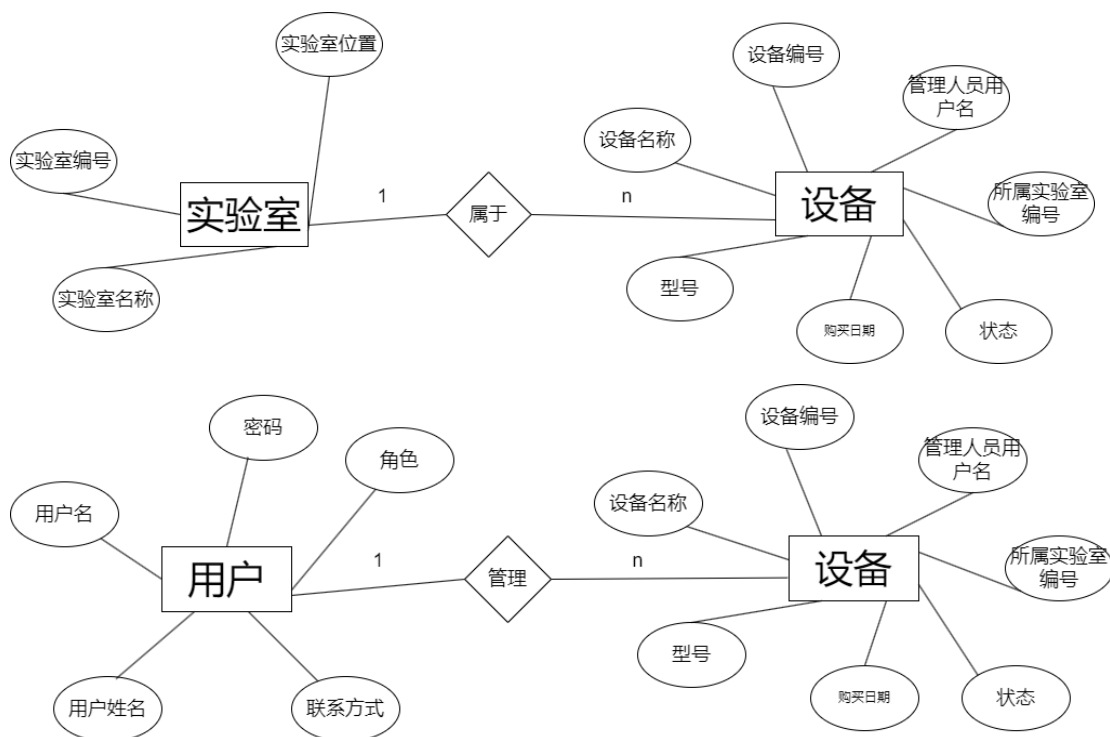 实验室位置
实验室编号
实验室
实验室名称
1
属于
n
设备编号
管理人员用
户名
设备名称
设备
所属实验室
编号
型号
购买日期
状态
密码
角色
用户名
用户
用户姓名
联系方式
1
管理
n
设备编号
管理人员用
户名
设备名称
设备
所属实验室
编号
型号
购买日期
状态